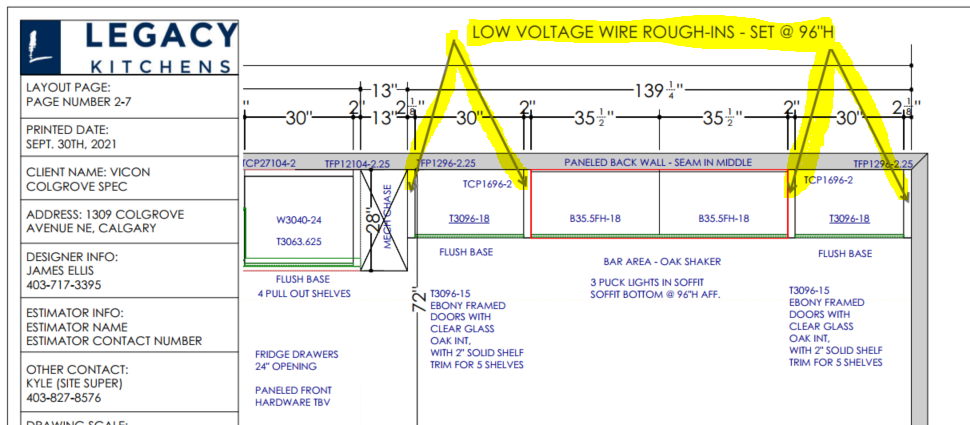 LEGACY
KITCHENS
LAYOUT PAGE:
PAGE NUMBER 2-7
PRINTED DATE:
SEPT. 30TH, 2021
CLIENT NAME: VICON
COLGROVE SPEC
ADDRESS: 1309 COLGROVE
AVENUE NE, CALGARY
DESIGNER INFO:
JAMES ELLIS
403-717-3395
ESTIMATOR INFO:
ESTIMATOR NAME
ESTIMATOR CONTACT NUMBER
OTHER CONTACT:
KYLE (SITE SUPER)
403-827-8576
DRAWING SCALE:
LOW VOLTAGE WIRE ROUGH-INS - SET @ 96"H
13" 139 1/4"
30" 2" 13" 2 1/8" 30" 2" 35 1/2" 35 1/2" 2" 30" 2 1/8"
TCP27104-2 TFP12104-2.25 TFP1296-2.25 PANELED BACK WALL - SEAM IN MIDDLE TFP1296-2.25
W3040-24
T3063.625
28"
MECH CHASE
TCP1696-2
T3096-18
B35.5FH-18
B35.5FH-18
TCP1696-2
T3096-18
FLUSH BASE
4 PULL OUT SHELVES
FRIDGE DRAWERS
24" OPENING
PANELED FRONT
HARDWARE TBV
72"
FLUSH BASE
T3096-15
EBONY FRAMED
DOORS WITH
CLEAR GLASS
OAK INT,
WITH 2" SOLID SHELF
TRIM FOR 5 SHELVES
BAR AREA - OAK SHAKER
3 PUCK LIGHTS IN SOFFIT
SOFFIT BOTTOM @ 96"H AFF.
FLUSH BASE
T3096-15
EBONY FRAMED
DOORS WITH
CLEAR GLASS
OAK INT,
WITH 2" SOLID SHELF
TRIM FOR 5 SHELVES